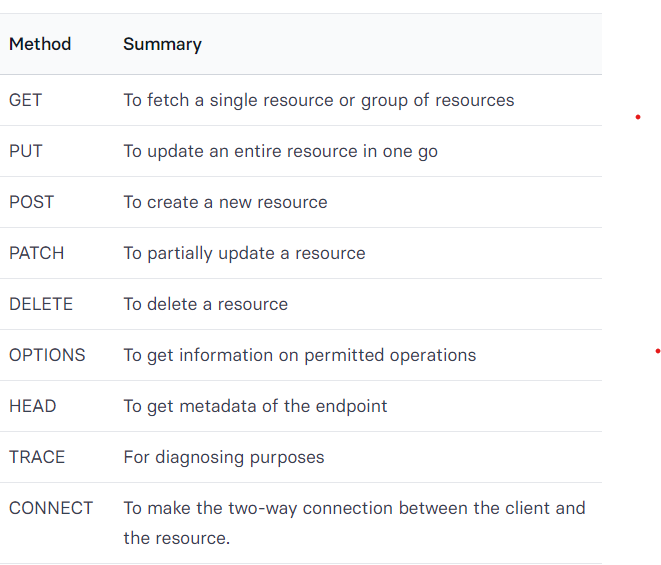 Method Summary
GET To fetch a single resource or group of resources
PUT To update an entire resource in one go
POST To create a new resource
PATCH To partially update a resource
DELETE To delete a resource
OPTIONS To get information on permitted operations
HEAD To get metadata of the endpoint
TRACE For diagnosing purposes
CONNECT To make the two-way connection between the client and
the resource.